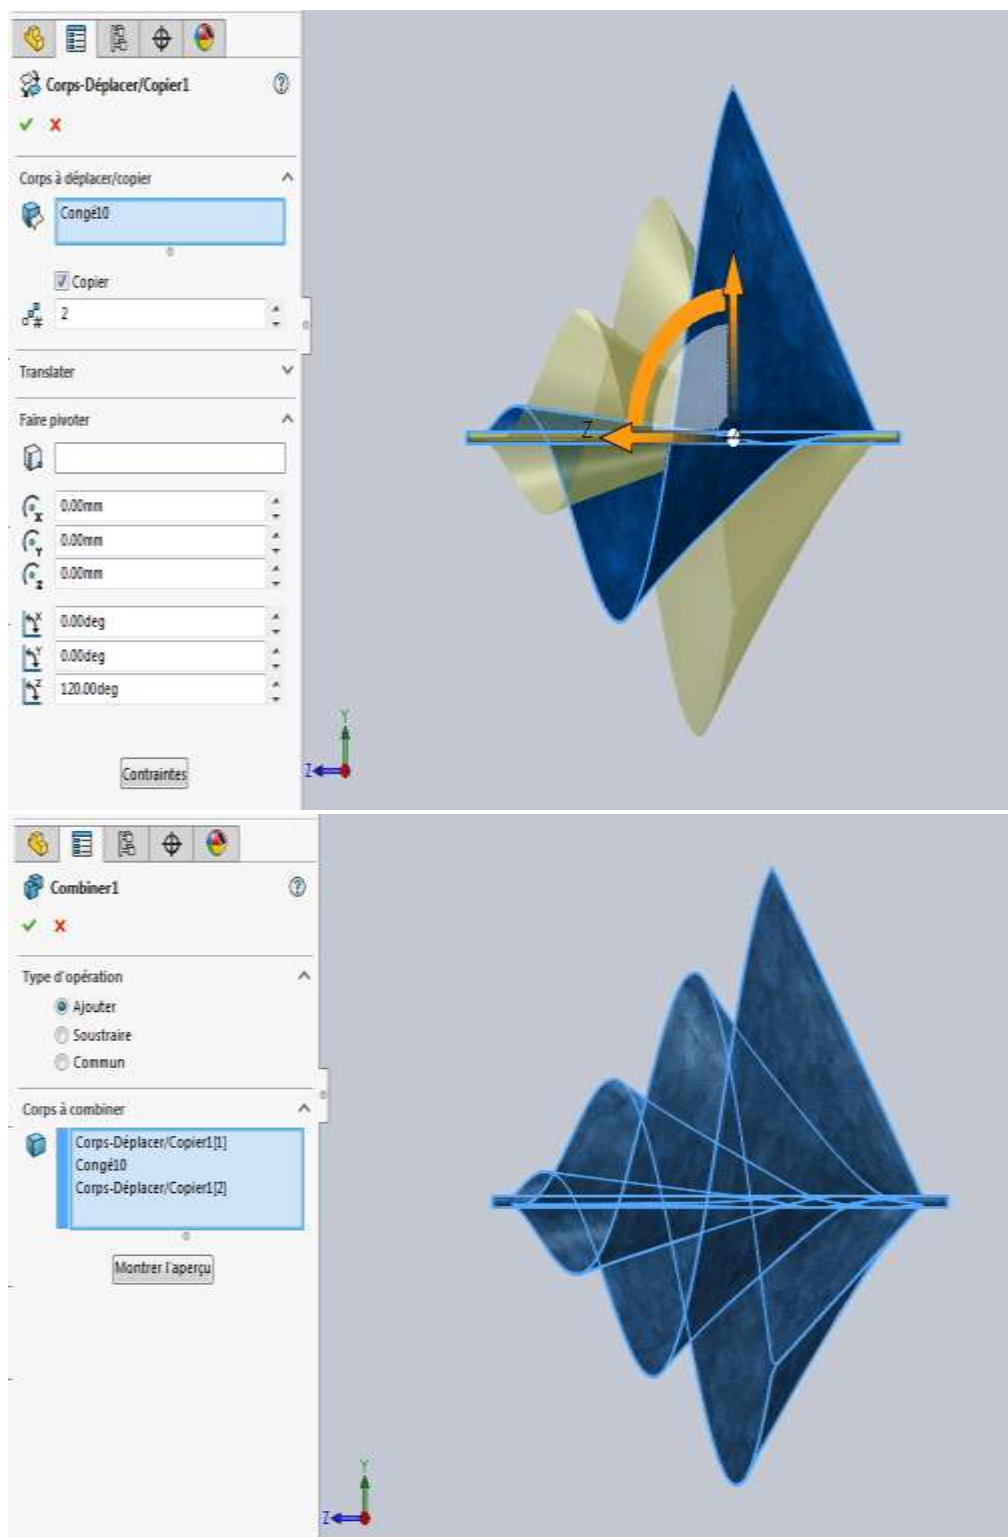 Corps-Déplacer/Copier1
Corps à déplacer/copier
Congé10
Copier
2
Translater
Faire pivoter
0.00mm
0.00mm
0.00mm
0.00deg
0.00deg
120.00deg
Contraintes
Y
Z
Y
Z
Combiner1
Type d'opération
Ajouter
Soustraire
Commun
Corps à combiner
Corps-Déplacer/Copier1[1]
Congé10
Corps-Déplacer/Copier1[2]
Montrer l'aperçu
Y
Z